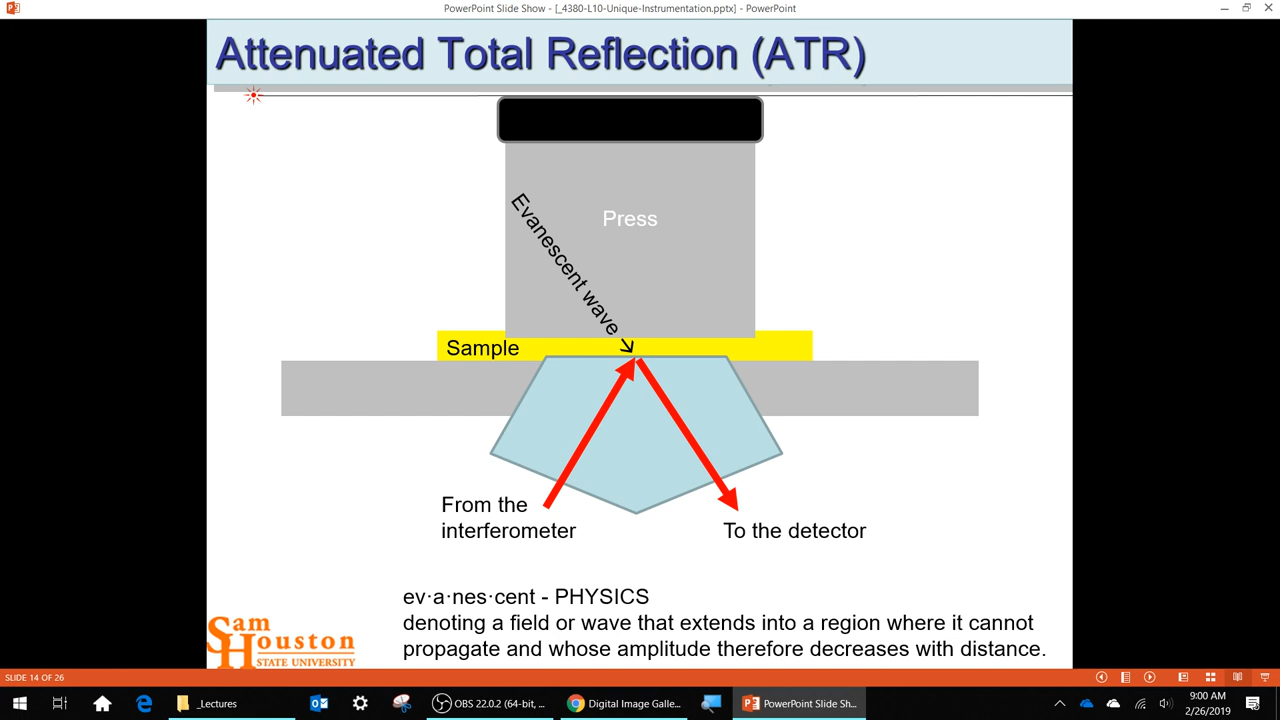 PowerPoint Slide Show - [_4380-L10-Unique-Instrumentation.pptx] - PowerPoint
Attenuated Total Reflection (ATR)
Evanescent wave
Press
Sample
From the
interferometer
To the detector
ev·a·nes·cent - PHYSICS
denoting a field or wave that extends into a region where it cannot
propagate and whose amplitude therefore decreases with distance.
Sam
Houston
STATE UNIVERSITY
SLIDE 14 OF 26
_Lectures
OBS 22.0.2 (64-bit, ...
Digital Image Galle...
PowerPoint Slide Sh...
9:00 AM
2/26/2019